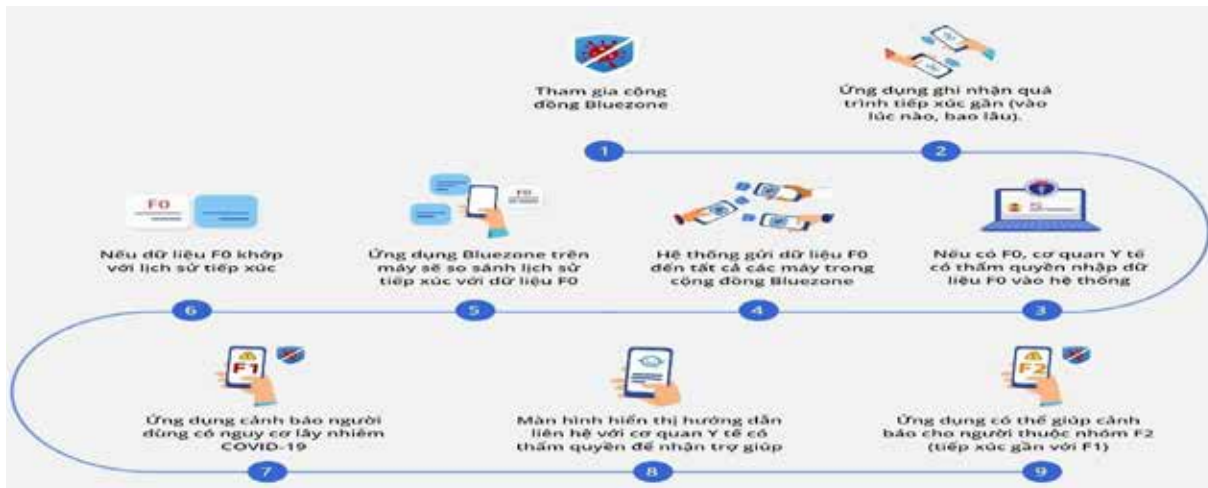 Tham gia cộng
đồng Bluezone
1
Ứng dụng ghi nhận quá
trình tiếp xúc gần (vào
lúc nào, bao lâu).
2
Nếu có F0, cơ quan Y tế
có thẩm quyền nhập dữ
liệu F0 vào hệ thống
3
Hệ thống gửi dữ liệu F0
đến tất cả các máy trong
cộng đồng Bluezone
4
F0
Ứng dụng Bluezone trên
máy sẽ so sánh lịch sử
tiếp xúc với dữ liệu F0
5
F0
Nếu dữ liệu F0 khớp
với lịch sử tiếp xúc
6
F1
Ứng dụng cảnh báo người
dùng có nguy cơ lây nhiễm
COVID-19
7
Màn hình hiển thị hướng dẫn
liên hệ với cơ quan Y tế có
thẩm quyền để nhận trợ giúp
8
F2
Ứng dụng có thể giúp cảnh
báo cho người thuộc nhóm F2
(tiếp xúc gần với F1)
9